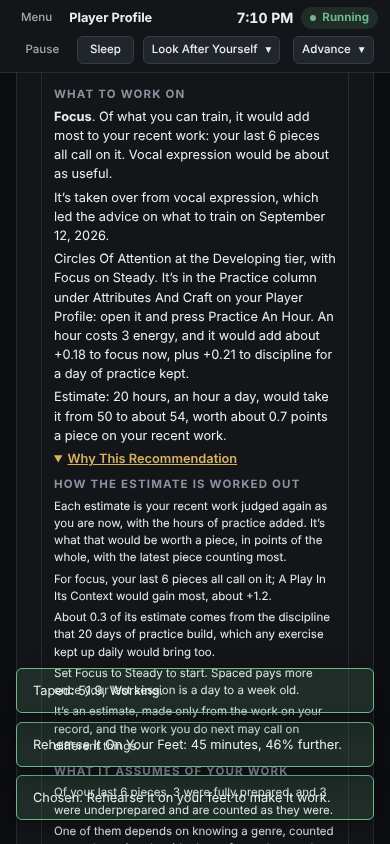 Menu Player Profile 7:10 PM Running
Pause Sleep Look After Yourself ▾ Advance ▾
WHAT TO WORK ON
Focus. Of what you can train, it would add
most to your recent work: your last 6 pieces
all call on it. Vocal expression would be about
as useful.
It's taken over from vocal expression, which
led the advice on what to train on September
12, 2026.
Circles Of Attention at the Developing tier, with
Focus on Steady. It's in the Practice column
under Attributes And Craft on your Player
Profile: open it and press Practice An Hour. An
hour costs 3 energy, and it would add about
+0.18 to focus now, plus +0.21 to discipline for
a day of practice kept.
Estimate: 20 hours, an hour a day, would take
it from 50 to about 54, worth about 0.7 points
a piece on your recent work.
▼ Why This Recommendation
HOW THE ESTIMATE IS WORKED OUT
Each estimate is your recent work judged again as
you are now, with the hours of practice added. It's
what that would be worth a piece, in points of the
whole, with the latest piece counting most.
For focus, your last 6 pieces all call on it; A Play In
Its Context would gain most, about +1.2.
About 0.3 of its estimate comes from the discipline
that 20 days of practice build, which any exercise
kept up daily would bring too.
Set Focus to Steady to start. Spaced pays more
once your last session is a day to a week old.
Taped: 51.9, Working.
It's an estimate, made only from the work on your
record, and the work you do next may call on
different things.
Rehearse It On Your Feet: 45 minutes, 46% further.
WHAT IT ASSUMES OF YOUR WORK
Of your last 6 pieces, 3 were fully prepared, and 3
Chosen. Rehearse it on your feet to make it work.
were underprepared and are counted as they were.
One of them depends on knowing a genre, counted